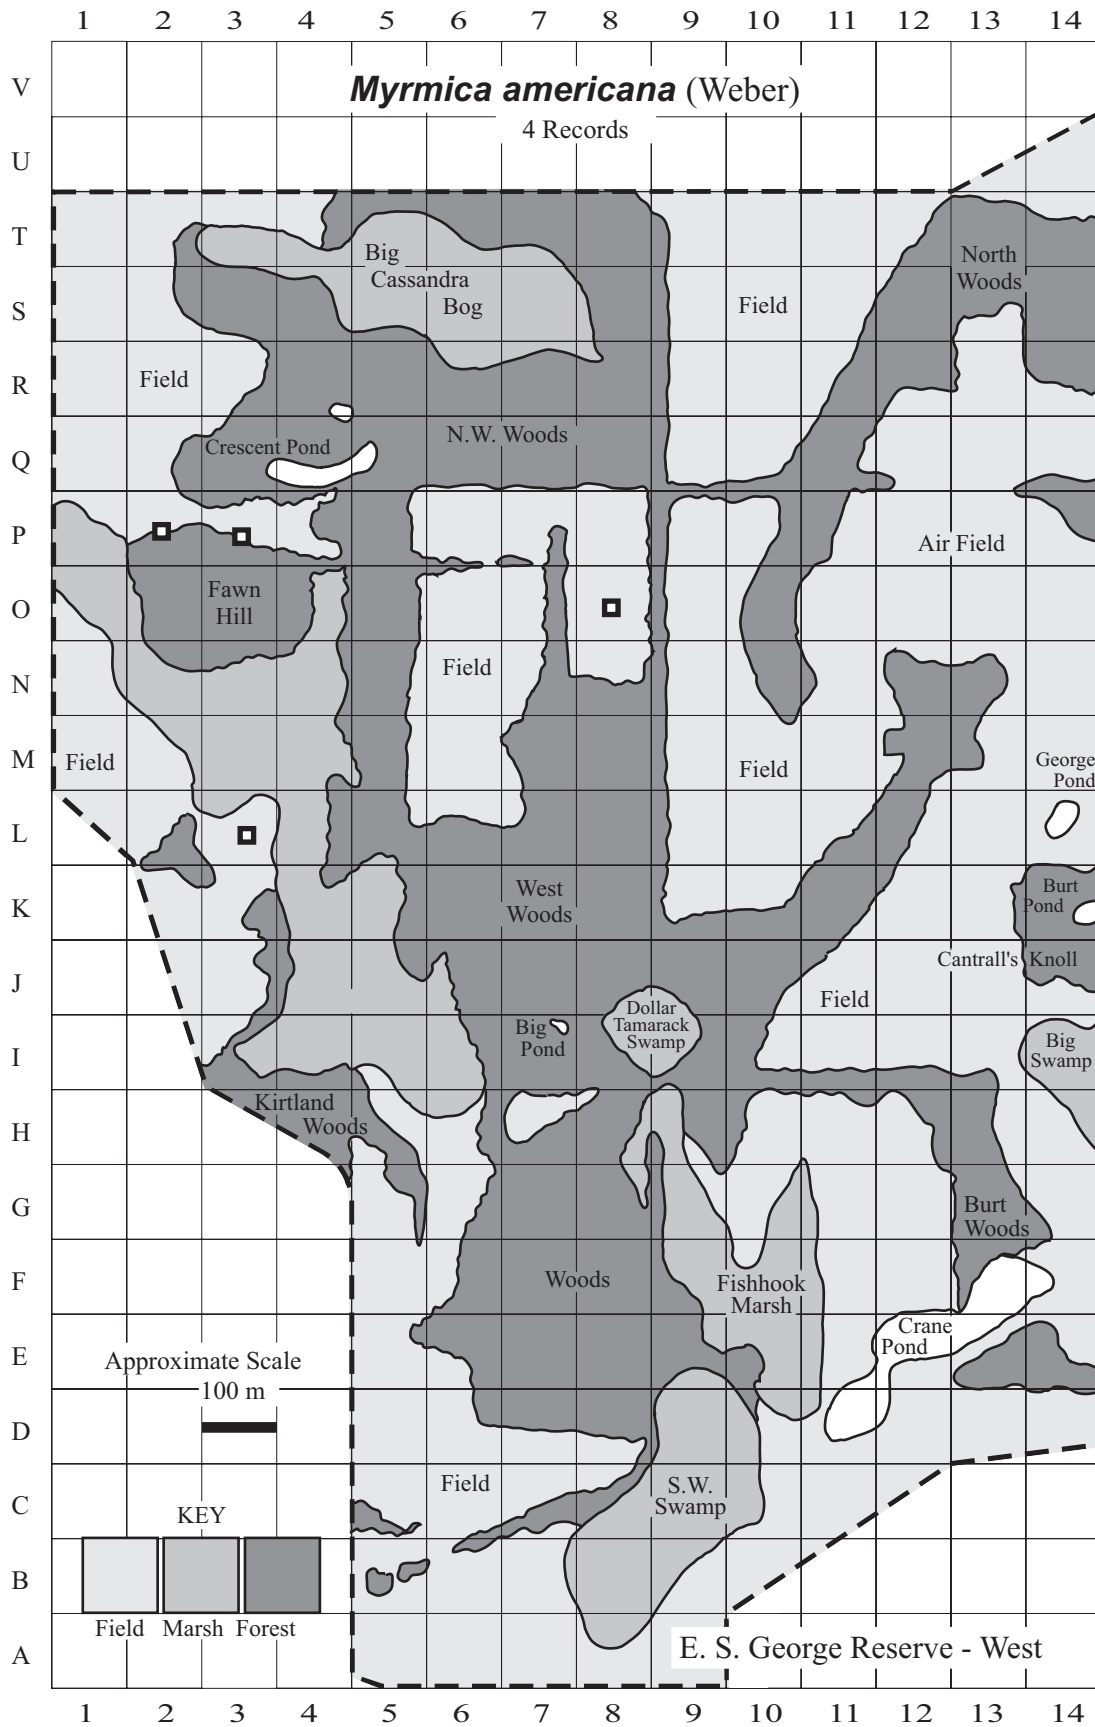 1 2 3 4 5 6 7 8 9 10 11 12 13 14
V
Myrmica americana (Weber)
4 Records
U
T
Big
Cassandra
Bog
North
Woods
S
Field
R
Field
N.W. Woods
Crescent Pond
Q
P
Air Field
Fawn
Hill
O
N
Field
M
Field
Field
George
Pond
L
West
Woods
Burt
Pond
K
Cantrall's Knoll
J
Field
Dollar
Tamarack
Swamp
Big
Pond
Big
Swamp
I
Kirtland
Woods
H
G
Burt
Woods
F
Woods
Fishhook
Marsh
Crane
Pond
E
Approximate Scale
100 m
D
Field
S.W.
Swamp
C
KEY
B
Field Marsh Forest
A
E. S. George Reserve - West
1 2 3 4 5 6 7 8 9 10 11 12 13 14